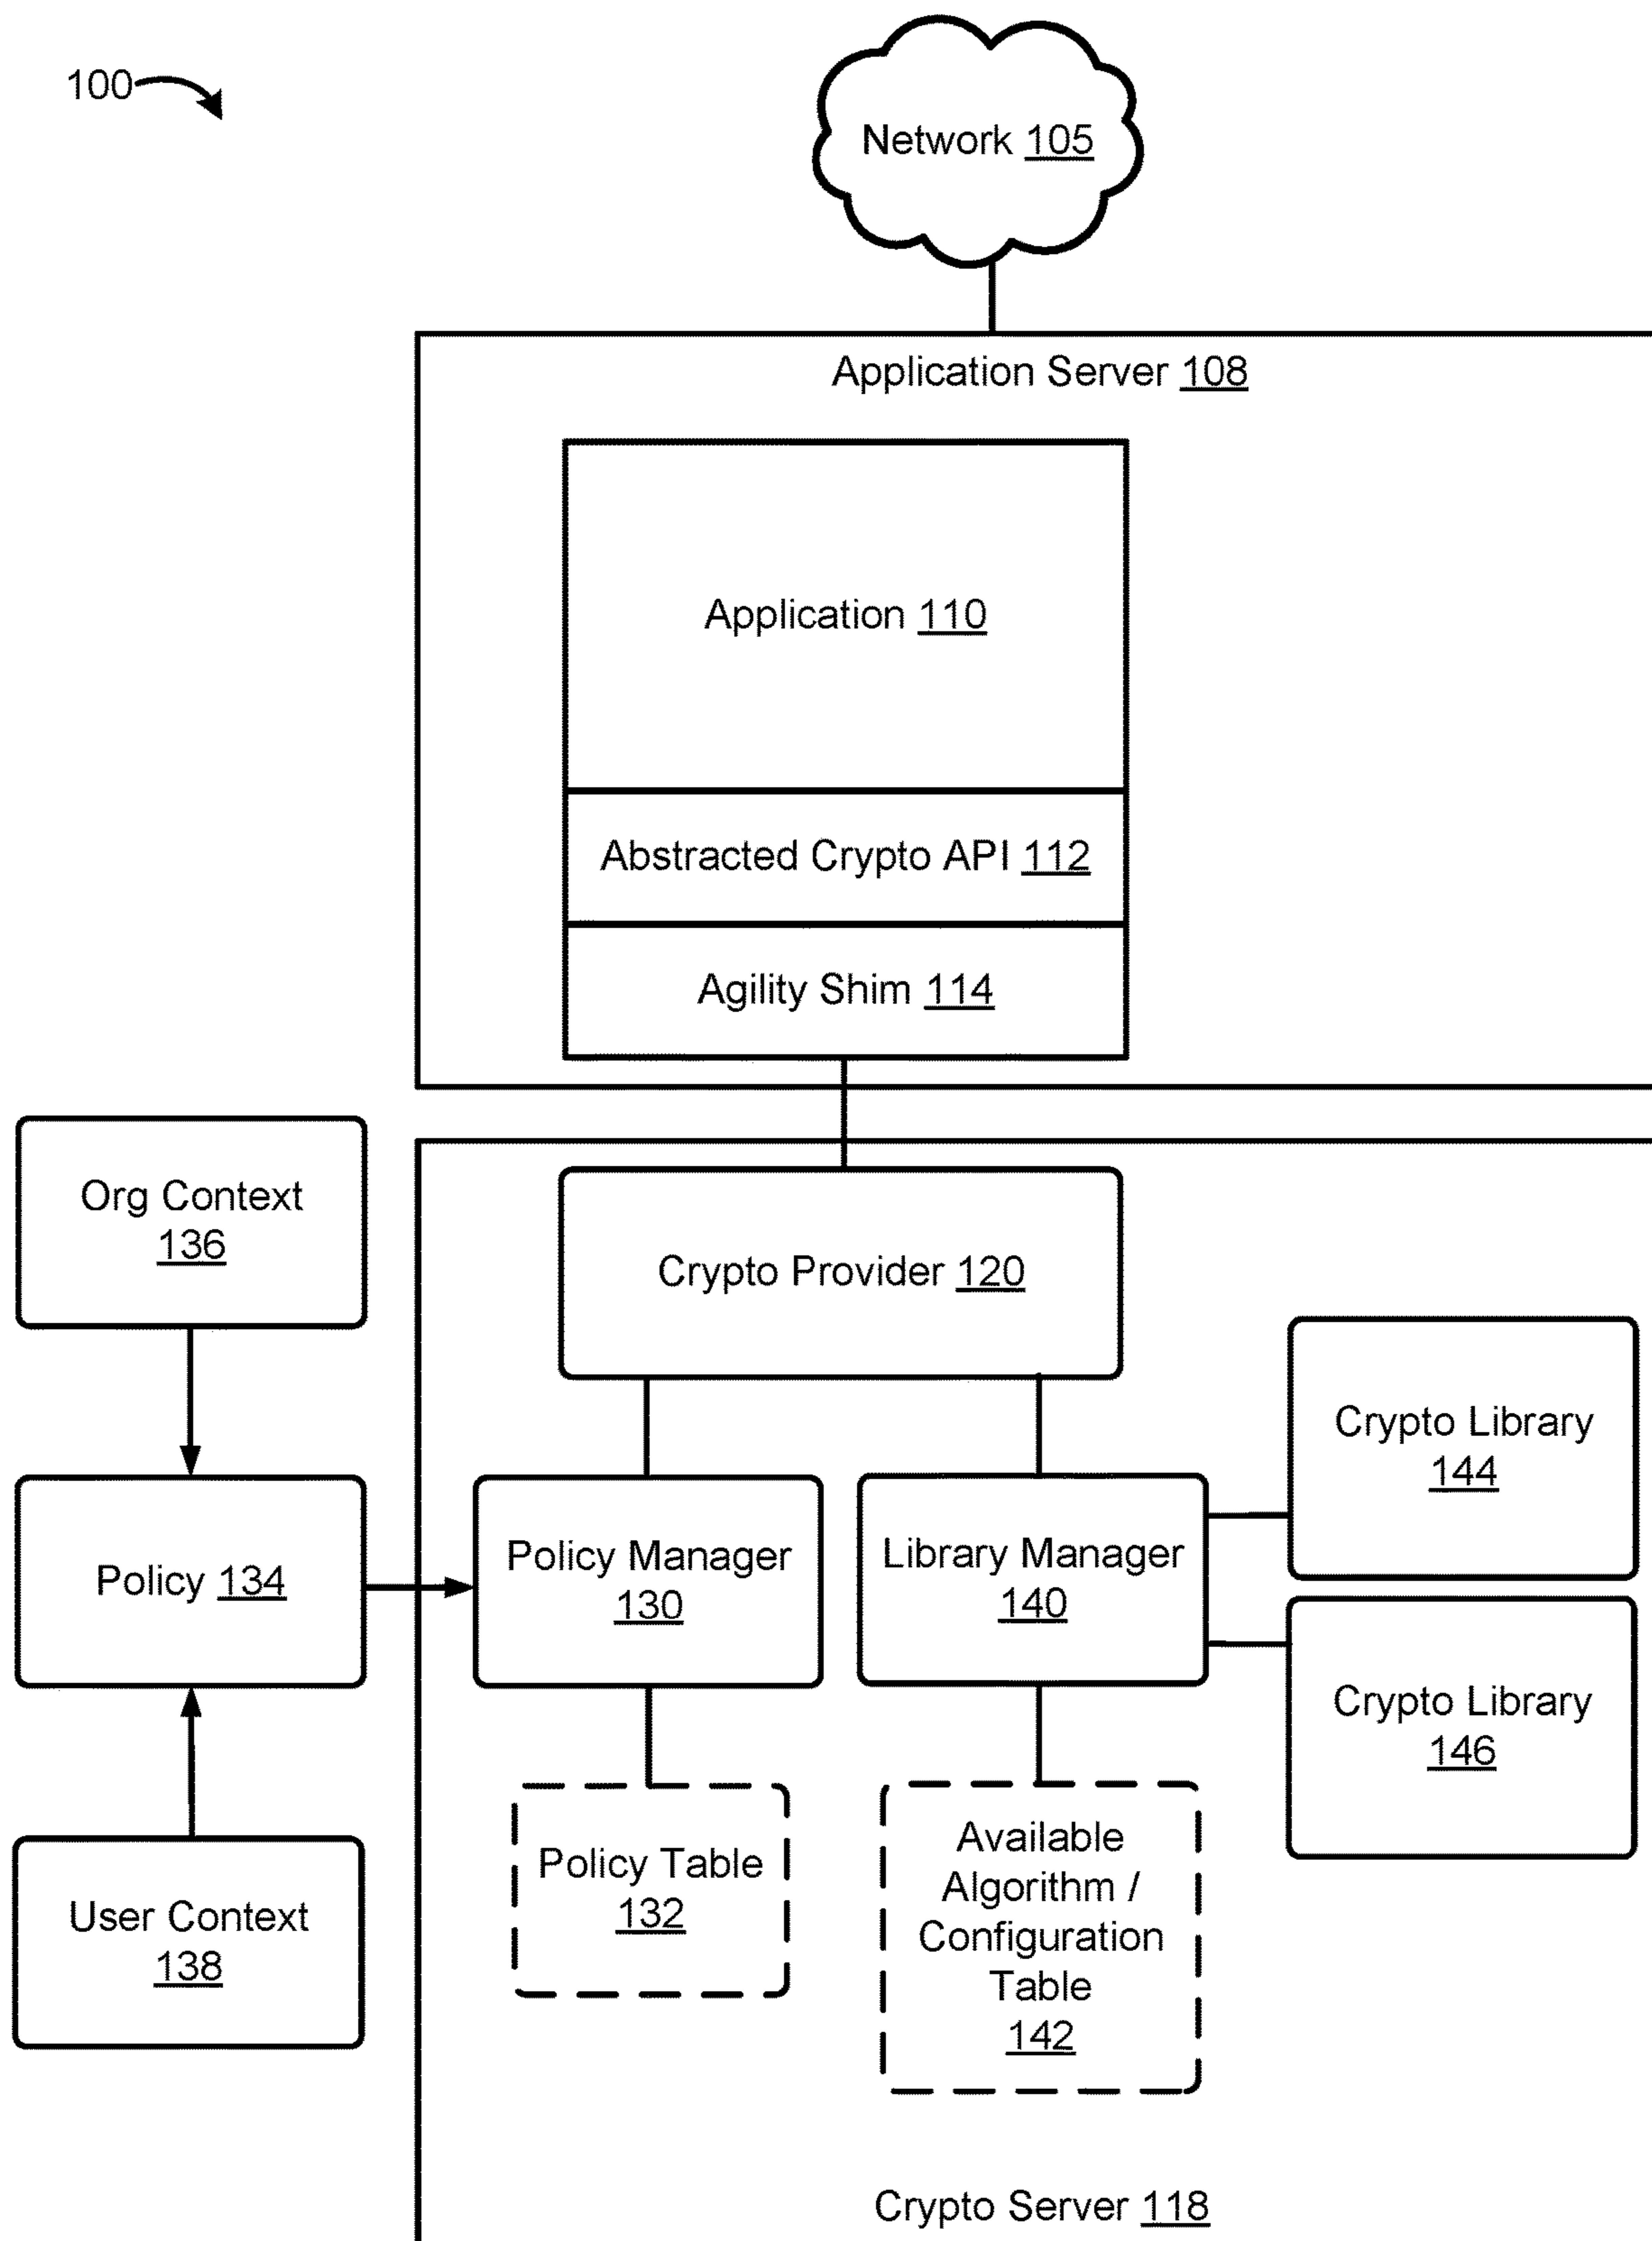 100
Network 105
Application Server 108
Application 110
Abstracted Crypto API 112
Agility Shim 114
Org Context
136
Crypto Provider 120
Crypto Library
144
Policy 134
Policy Manager
130
Library Manager
140
Crypto Library
146
User Context
138
Policy Table
132
Available
Algorithm /
Configuration
Table
142
Crypto Server 118